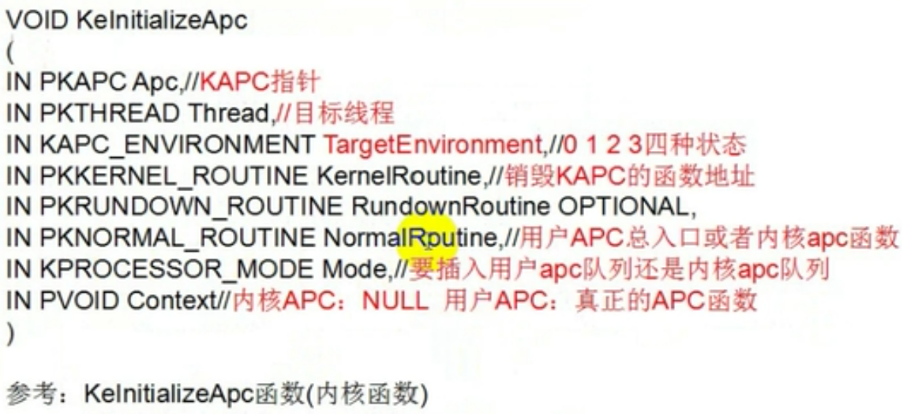 VOID KeInitializeApc
(
IN PKAPC Apc,//KAPC指针
IN PKTHREAD Thread,//目标线程
IN KAPC_ENVIRONMENT TargetEnvironment,//0 1 2 3四种状态
IN PKKERNEL_ROUTINE KernelRoutine,//销毁KAPC的函数地址
IN PKRUNDOWN_ROUTINE RundownRoutine OPTIONAL,
IN PKNORMAL_ROUTINE NormalRoutine,//用户APC总入口或者内核apc函数
IN KPROCESSOR_MODE Mode,//要插入用户apc队列还是内核apc队列
IN PVOID Context//内核APC：NULL 用户APC：真正的APC函数
)
参考：KeInitializeApc函数(内核函数)